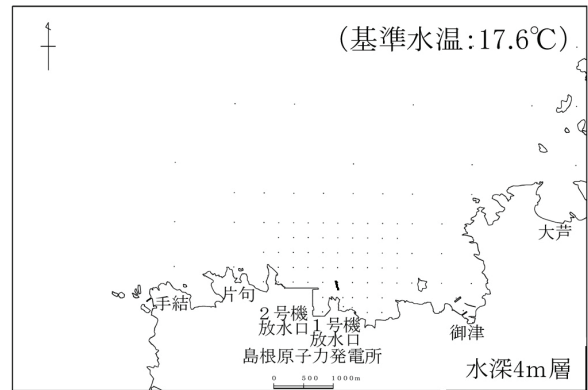 (基準水温:17.6℃)
大芦
手結
片句
2号機
放水口
1号機
放水口
御津
島根原子力発電所
水深4m層
0 500 1000m